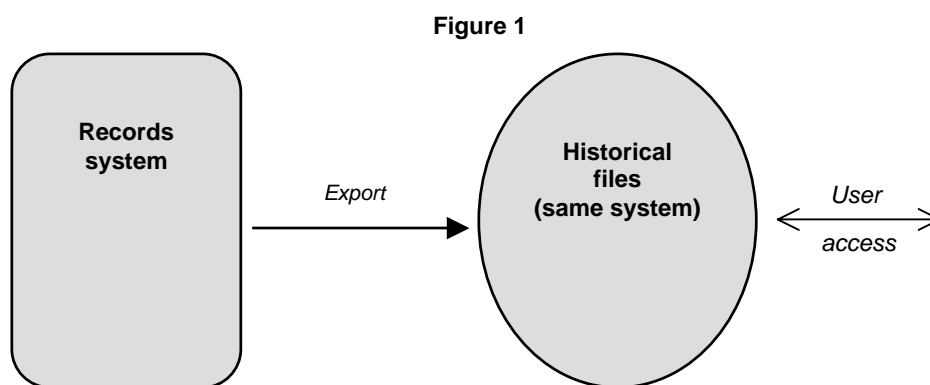 Figure 1
Records
system
Export
Historical
files
(same system)
User
access